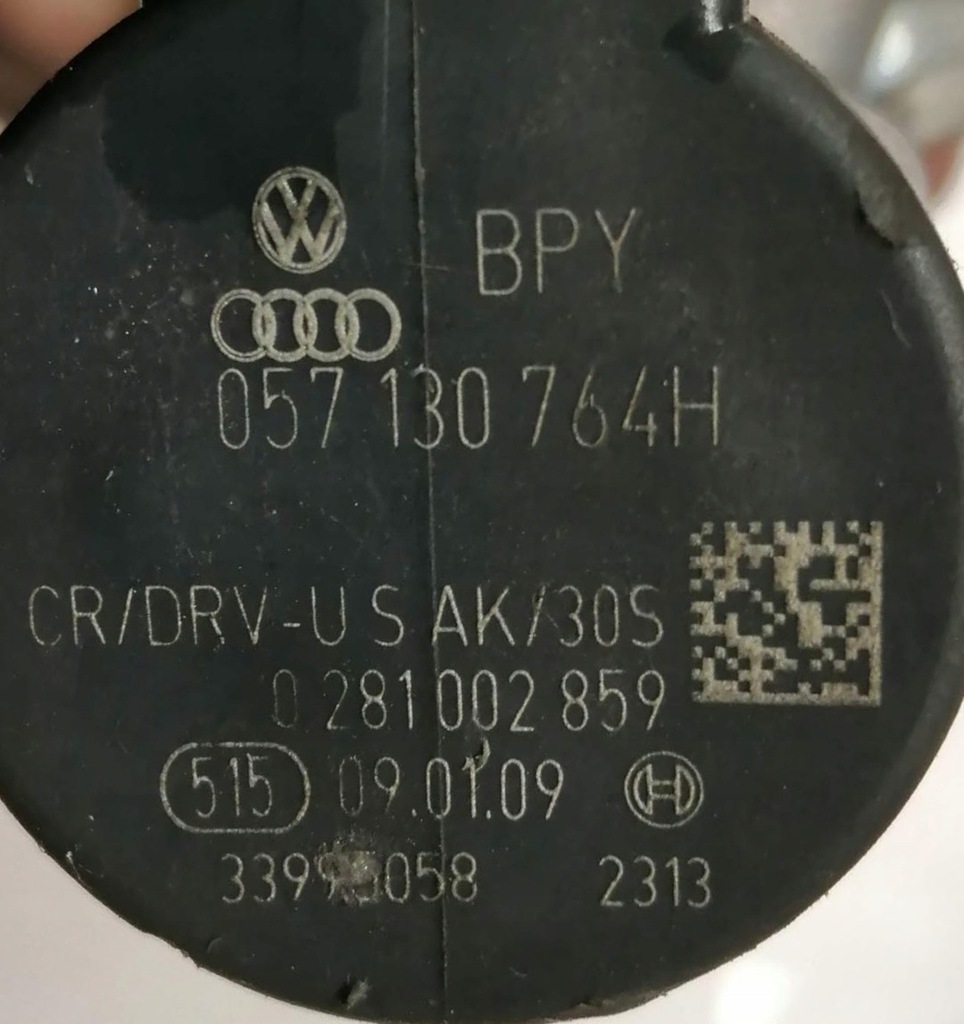 BPY
057 130 764H
CR/DRV-U S AK/30S
0 281 002 859
515 09.01.09
2313